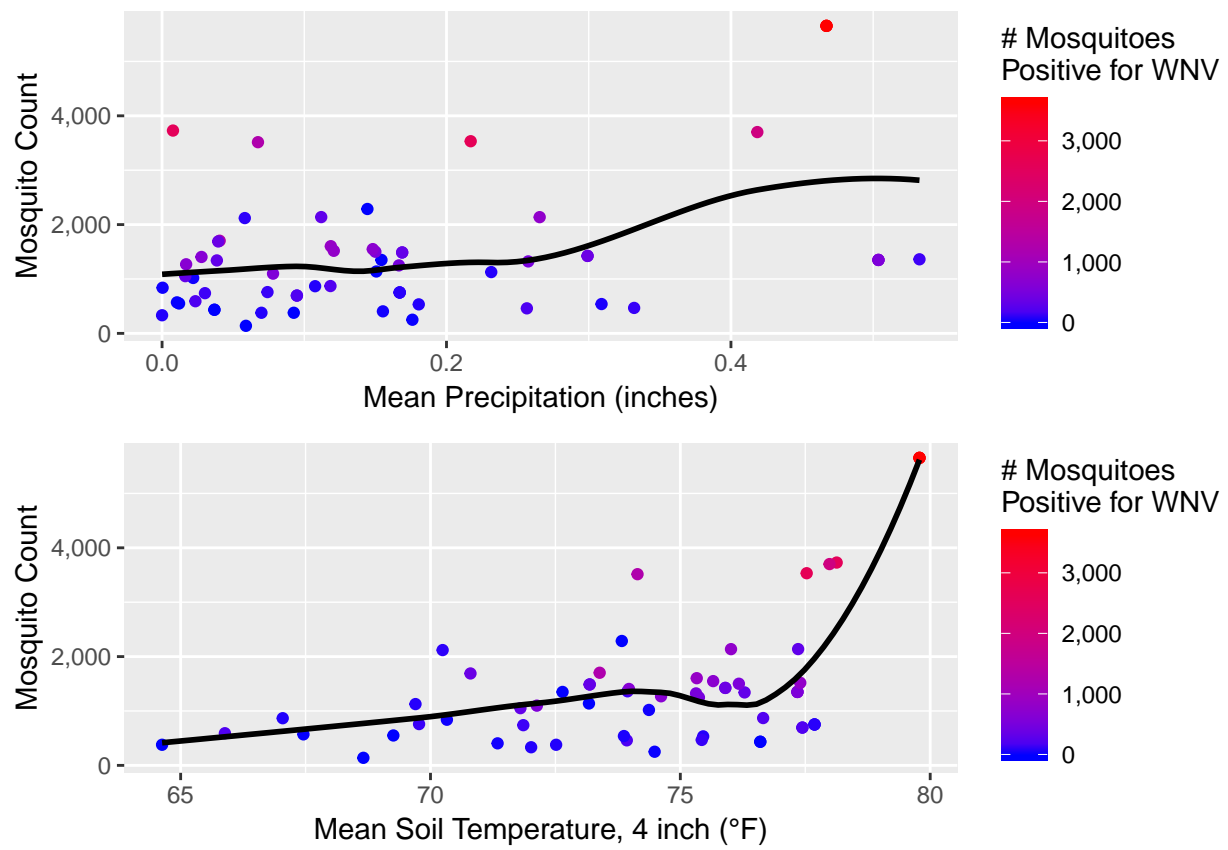 Mosquito Count
4,000
2,000
0
0.0
0.2
0.4
Mean Precipitation (inches)
# Mosquitoes
Positive for WNV
3,000
2,000
1,000
0
Mosquito Count
4,000
2,000
0
65
70
75
80
Mean Soil Temperature, 4 inch (°F)
# Mosquitoes
Positive for WNV
3,000
2,000
1,000
0